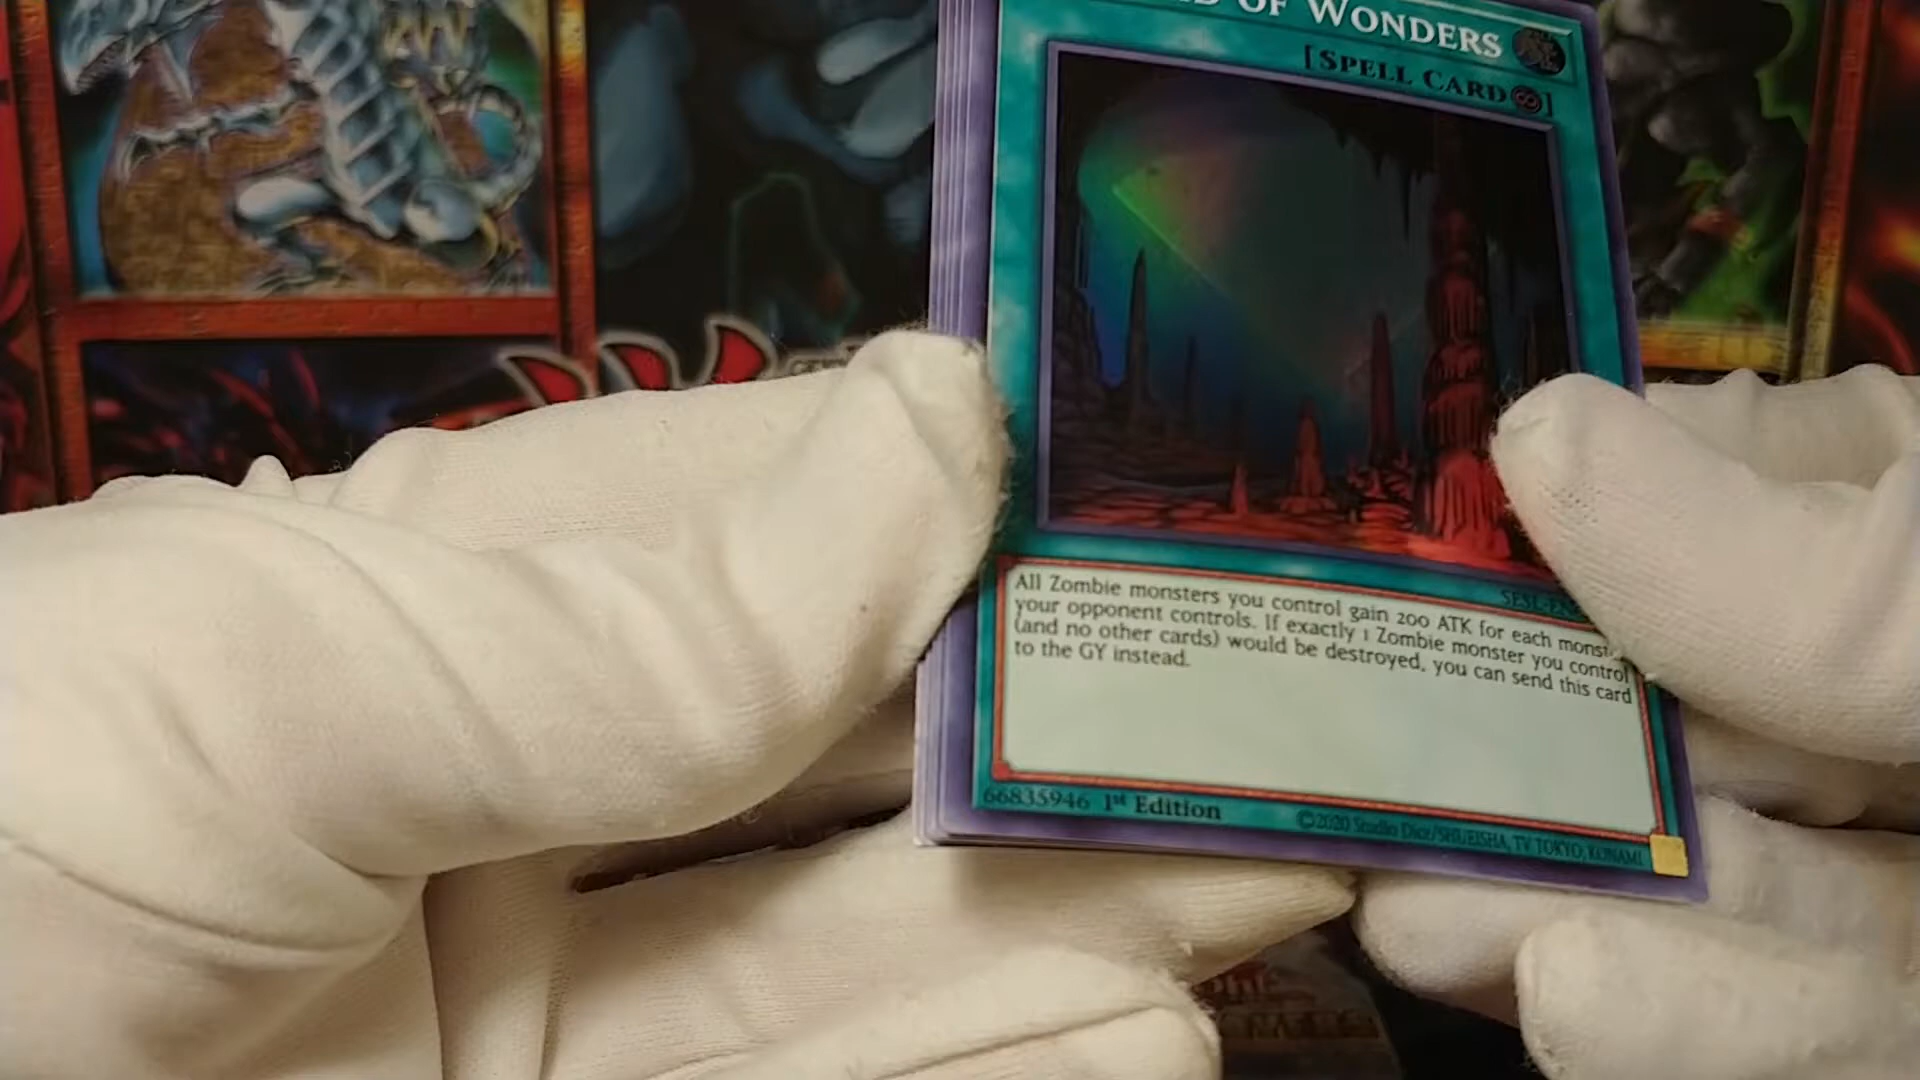 OF WONDERS
[SPELL CARD]
SESL-EN
All Zombie monsters you control gain 200 ATK for each
your opponent controls. If exactly 1 Zombie monster you control
(and no other cards) would be destroyed, you can send this card
to the GY instead.
66835946 1st Edition ©2020 Studio Dice/SHUEISHA, TV TOKYO, KONAMI